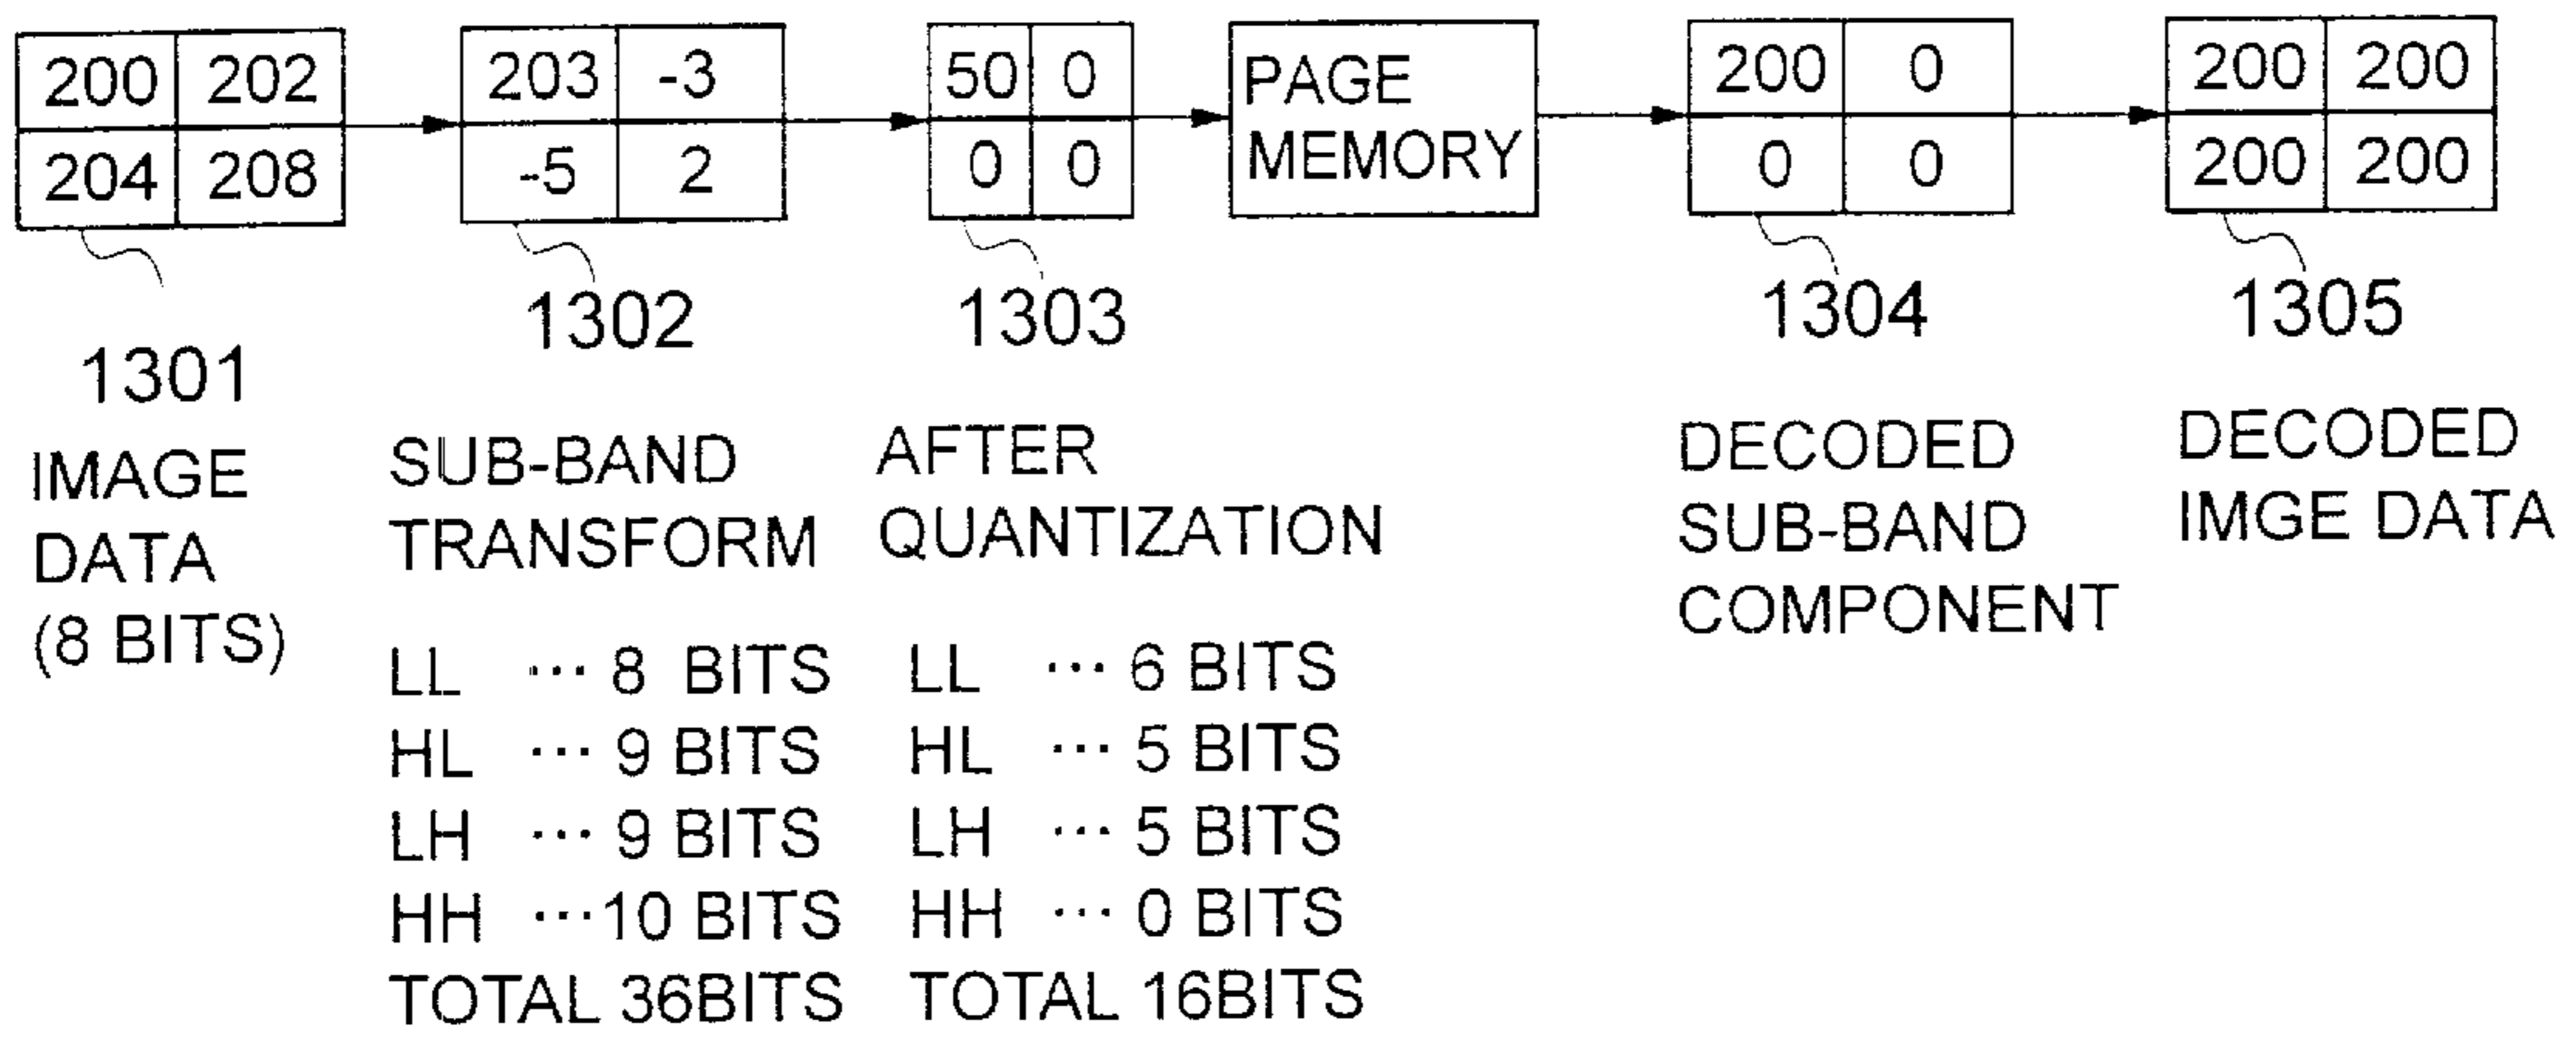 200 202
204 208
203 -3
-5 2
50 0
0 0
PAGE
MEMORY
200 0
0 0
200 200
200 200
1301
1302
1303
1304
1305
IMAGE
DATA
(8 BITS)
SUB-BAND
TRANSFORM
LL ··· 8 BITS
HL ··· 9 BITS
LH ··· 9 BITS
HH ···10 BITS
TOTAL 36BITS
AFTER
QUANTIZATION
LL ··· 6 BITS
HL ··· 5 BITS
LH ··· 5 BITS
HH ··· 0 BITS
TOTAL 16BITS
DECODED
SUB-BAND
COMPONENT
DECODED
IMGE DATA